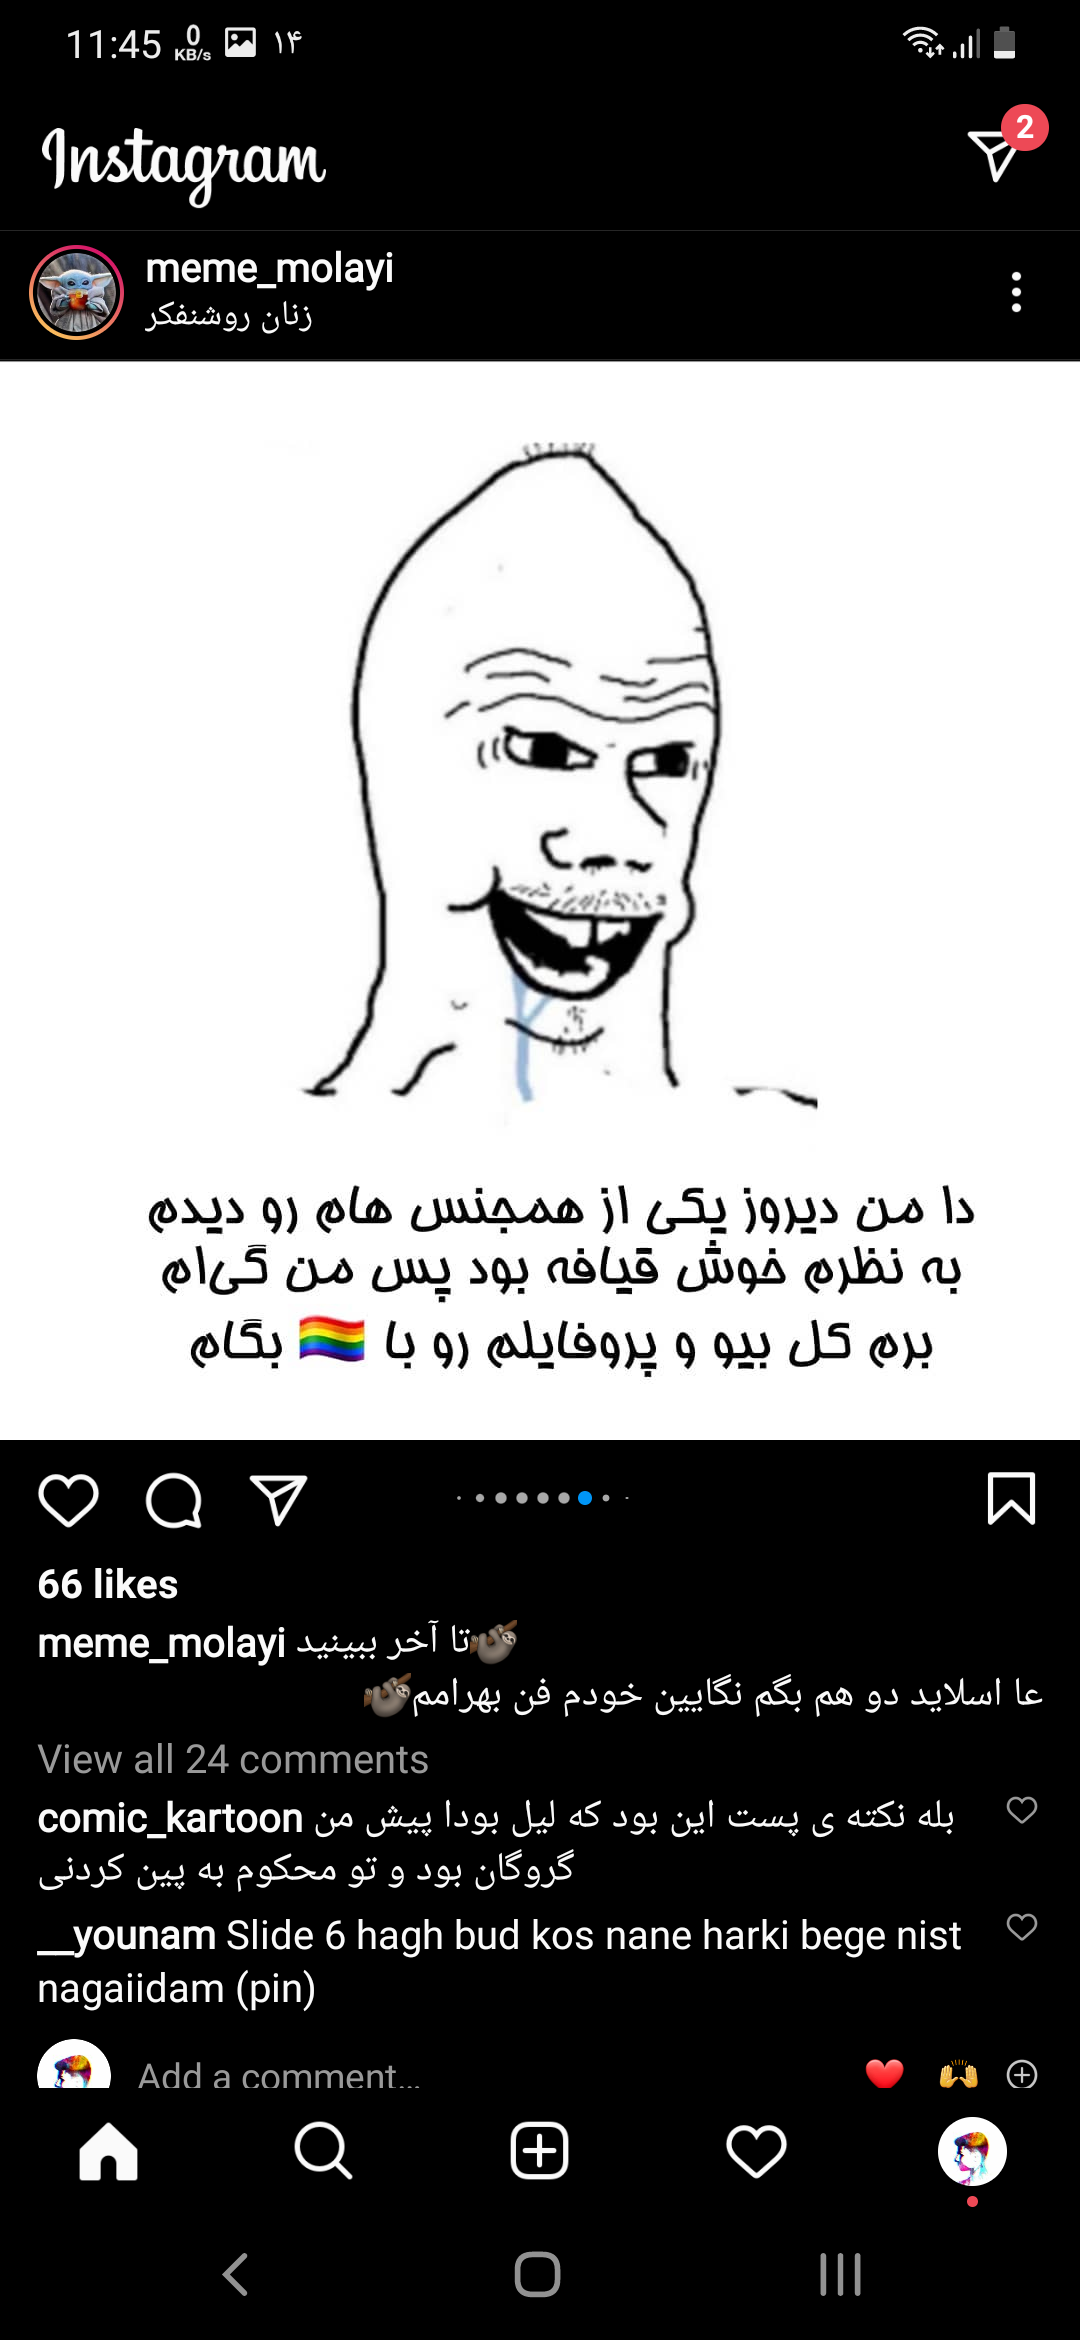 11:45 0 KB/s ۱۴
Instagram
2
meme_molayi
زنان روشنفکر
دا من دیروز یکی از همجنس هام رو دیدم
به نظرم خوش قیافه بود پس من گی‌ام
برم کل بیو و پروفایلم رو با 🏳️‍🌈 بگام
66 likes
meme_molayi تا آخر ببینید🦥
عا اسلاید دو هم بگم نگایین خودم فن بهرامم🦥
View all 24 comments
comic_kartoon بله نکته ی پست این بود که لیل بودا پیش من
گروگان بود و تو محکوم به پین کردنی
__younam Slide 6 hagh bud kos nane harki bege nist
nagaiidam (pin)
Add a comment...